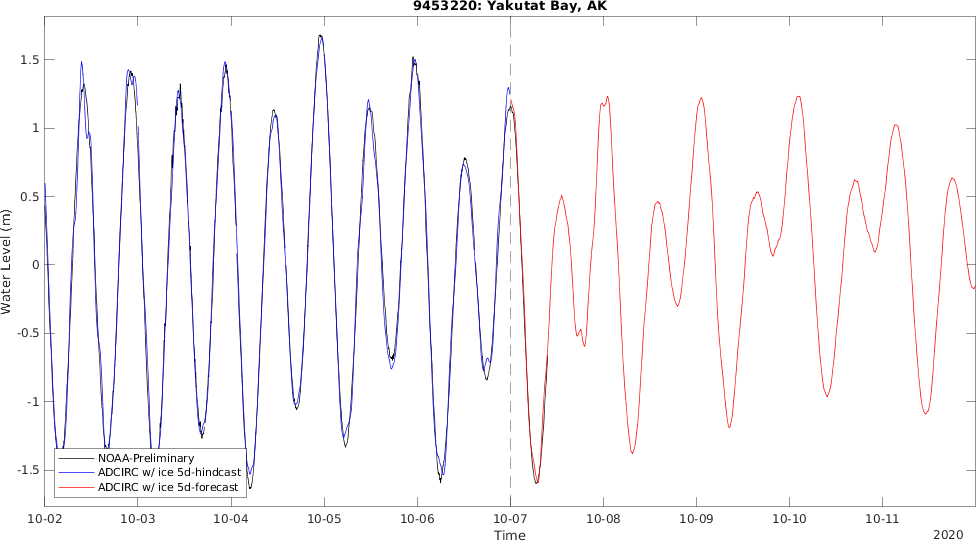 9453220: Yakutat Bay, AK
Water Level (m)
1.5
1
0.5
0
-0.5
-1
-1.5
NOAA-Preliminary
ADCIRC w/ ice 5d-hindcast
ADCIRC w/ ice 5d-forecast
10-02 10-03 10-04 10-05 10-06 10-07 10-08 10-09 10-10 10-11
Time
2020